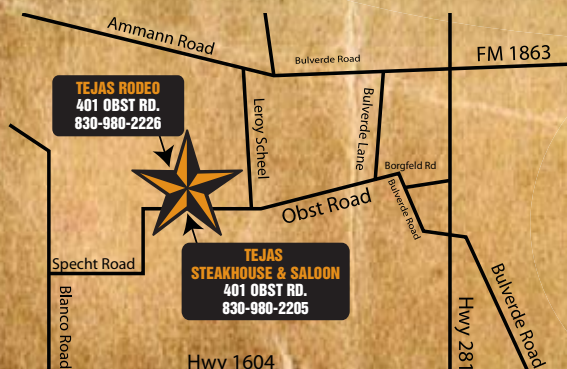 Ammann Road
Bulverde Road
FM 1863
TEJAS RODEO
401 OBST RD.
830-980-2226
Leroy Scheel
Bulverde Lane
Borgfeld Rd
Obst Road
Bulverde Road
TEJAS
STEAKHOUSE & SALOON
401 OBST RD.
830-980-2205
Specht Road
Blanco Road
Hwy 281
Bulverde Road
Hwy 1604